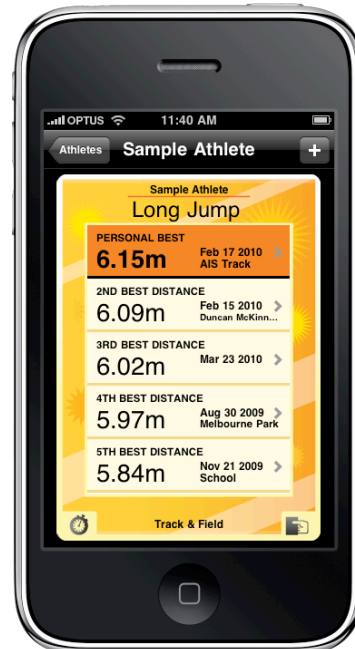 OPTUS 11:40 AM
Athletes Sample Athlete +
Sample Athlete
Long Jump
PERSONAL BEST
6.15m Feb 17 2010
AIS Track
2ND BEST DISTANCE
6.09m Feb 15 2010
Duncan McKinn...
3RD BEST DISTANCE
6.02m Mar 23 2010
4TH BEST DISTANCE
5.97m Aug 30 2009
Melbourne Park
5TH BEST DISTANCE
5.84m Nov 21 2009
School
Track & Field